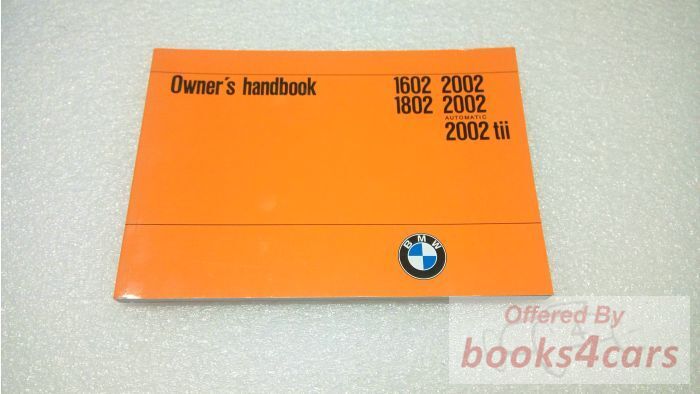 Owner's handbook
1602 2002
1802 2002
AUTOMATIC
2002 tii
BMW
Offered By
books4cars